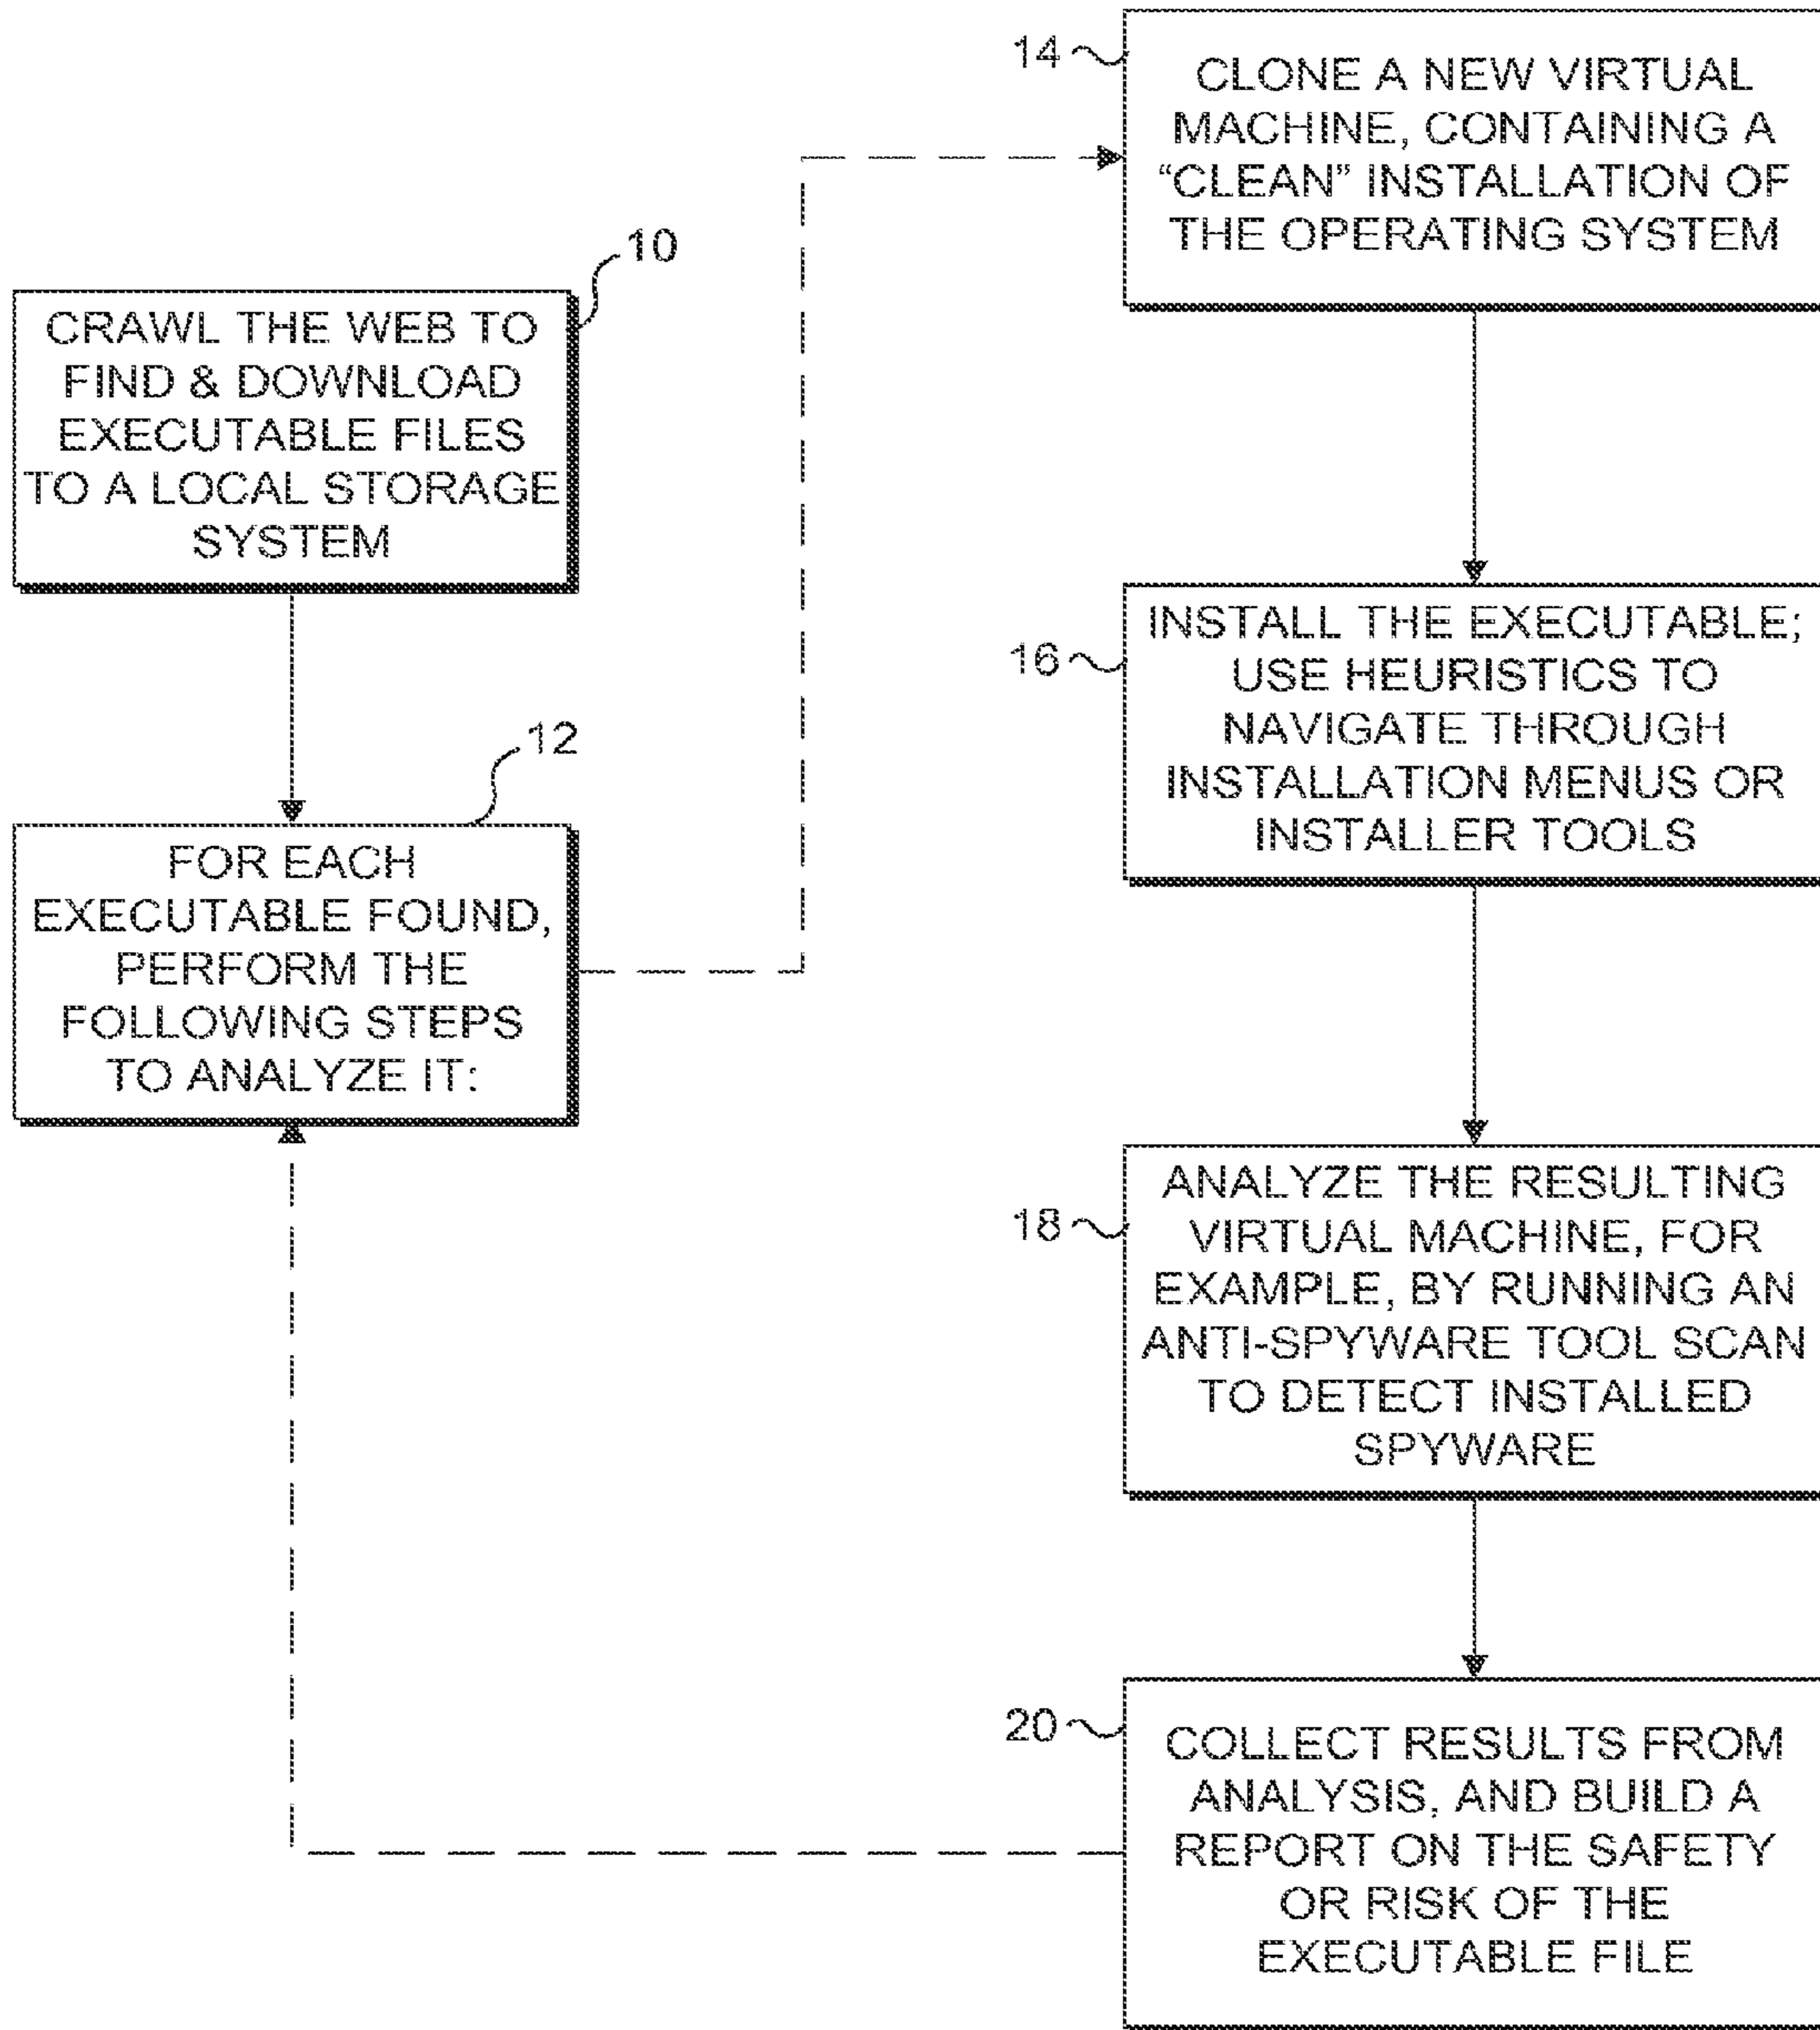 10
CRAWL THE WEB TO
FIND & DOWNLOAD
EXECUTABLE FILES
TO A LOCAL STORAGE
SYSTEM
12
FOR EACH
EXECUTABLE FOUND,
PERFORM THE
FOLLOWING STEPS
TO ANALYZE IT:
14
CLONE A NEW VIRTUAL
MACHINE, CONTAINING A
“CLEAN” INSTALLATION OF
THE OPERATING SYSTEM
16
INSTALL THE EXECUTABLE;
USE HEURISTICS TO
NAVIGATE THROUGH
INSTALLATION MENUS OR
INSTALLER TOOLS
18
ANALYZE THE RESULTING
VIRTUAL MACHINE, FOR
EXAMPLE, BY RUNNING AN
ANTI-SPYWARE TOOL SCAN
TO DETECT INSTALLED
SPYWARE
20
COLLECT RESULTS FROM
ANALYSIS, AND BUILD A
REPORT ON THE SAFETY
OR RISK OF THE
EXECUTABLE FILE